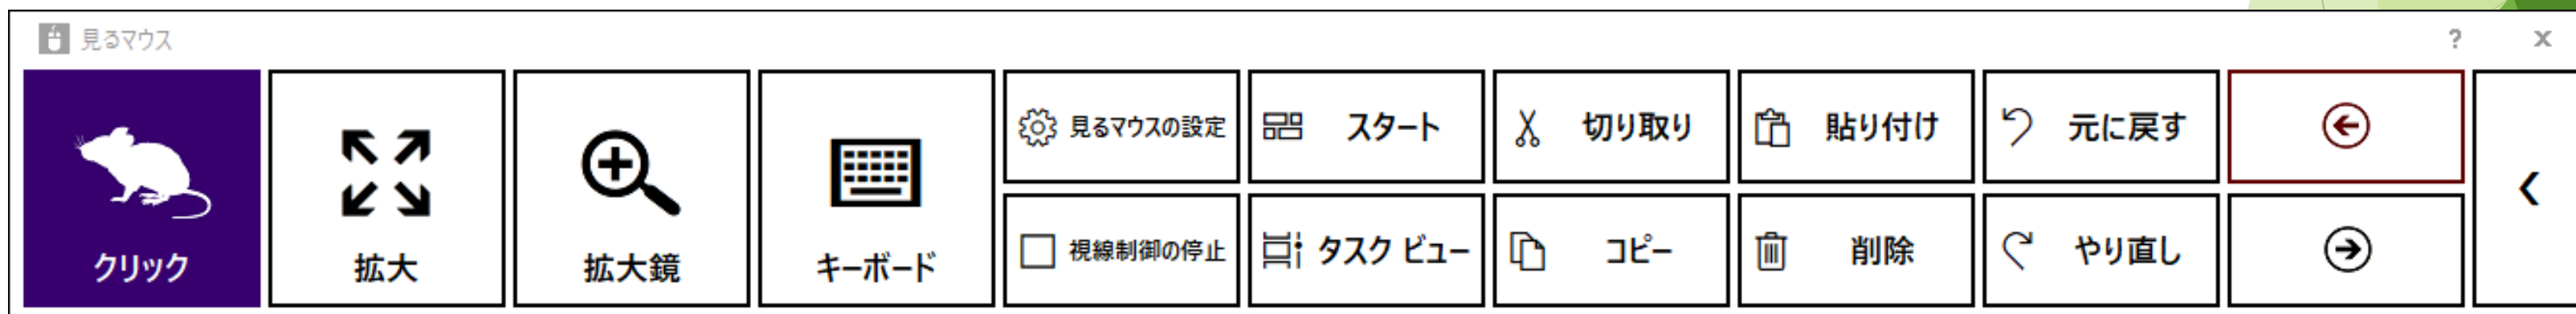 見るマウス
?
x
クリック
拡大
拡大鏡
キーボード
見るマウスの設定
スタート
切り取り
貼り付け
元に戻す
視線制御の停止
タスク ビュー
コピー
削除
やり直し